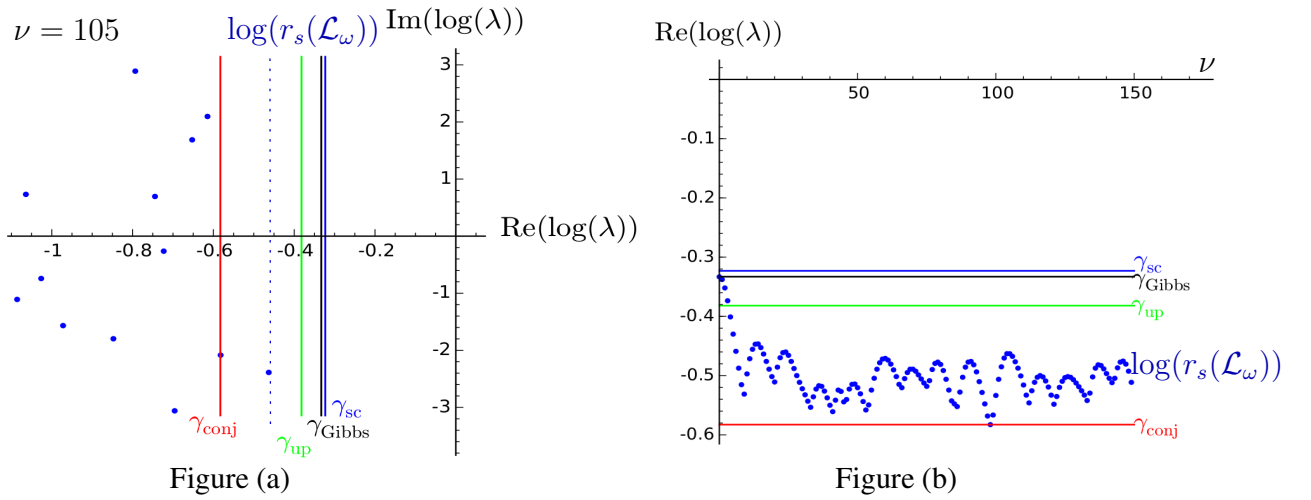 ν = 105
log(r_s(𝓛_ω))
Im(log(λ))
3
2
1
-1
-2
-3
-1
-0.8
-0.6
-0.4
-0.2
Re(log(λ))
γ_conj
γ_up
γ_Gibbs
γ_sc
Figure (a)
Re(log(λ))
ν
50
100
150
-0.1
-0.2
-0.3
-0.4
-0.5
-0.6
γ_sc
γ_Gibbs
γ_up
log(r_s(𝓛_ω))
γ_conj
Figure (b)